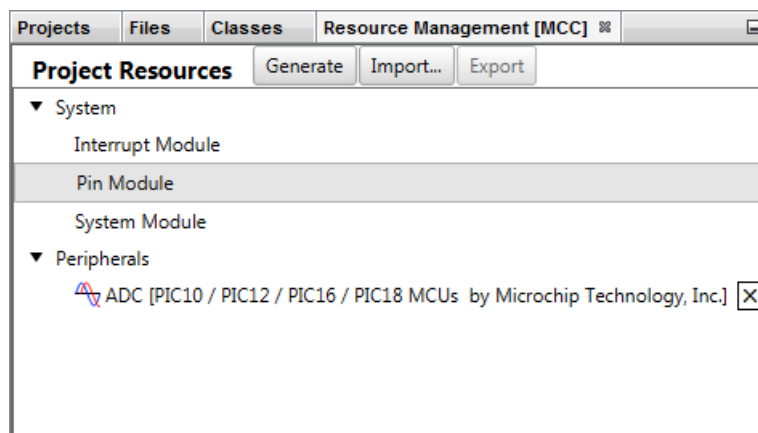 Projects Files Classes Resource Management [MCC]
Project Resources Generate Import... Export
System
Interrupt Module
Pin Module
System Module
Peripherals
ADC [PIC10 / PIC12 / PIC16 / PIC18 MCUs by Microchip Technology, Inc.]